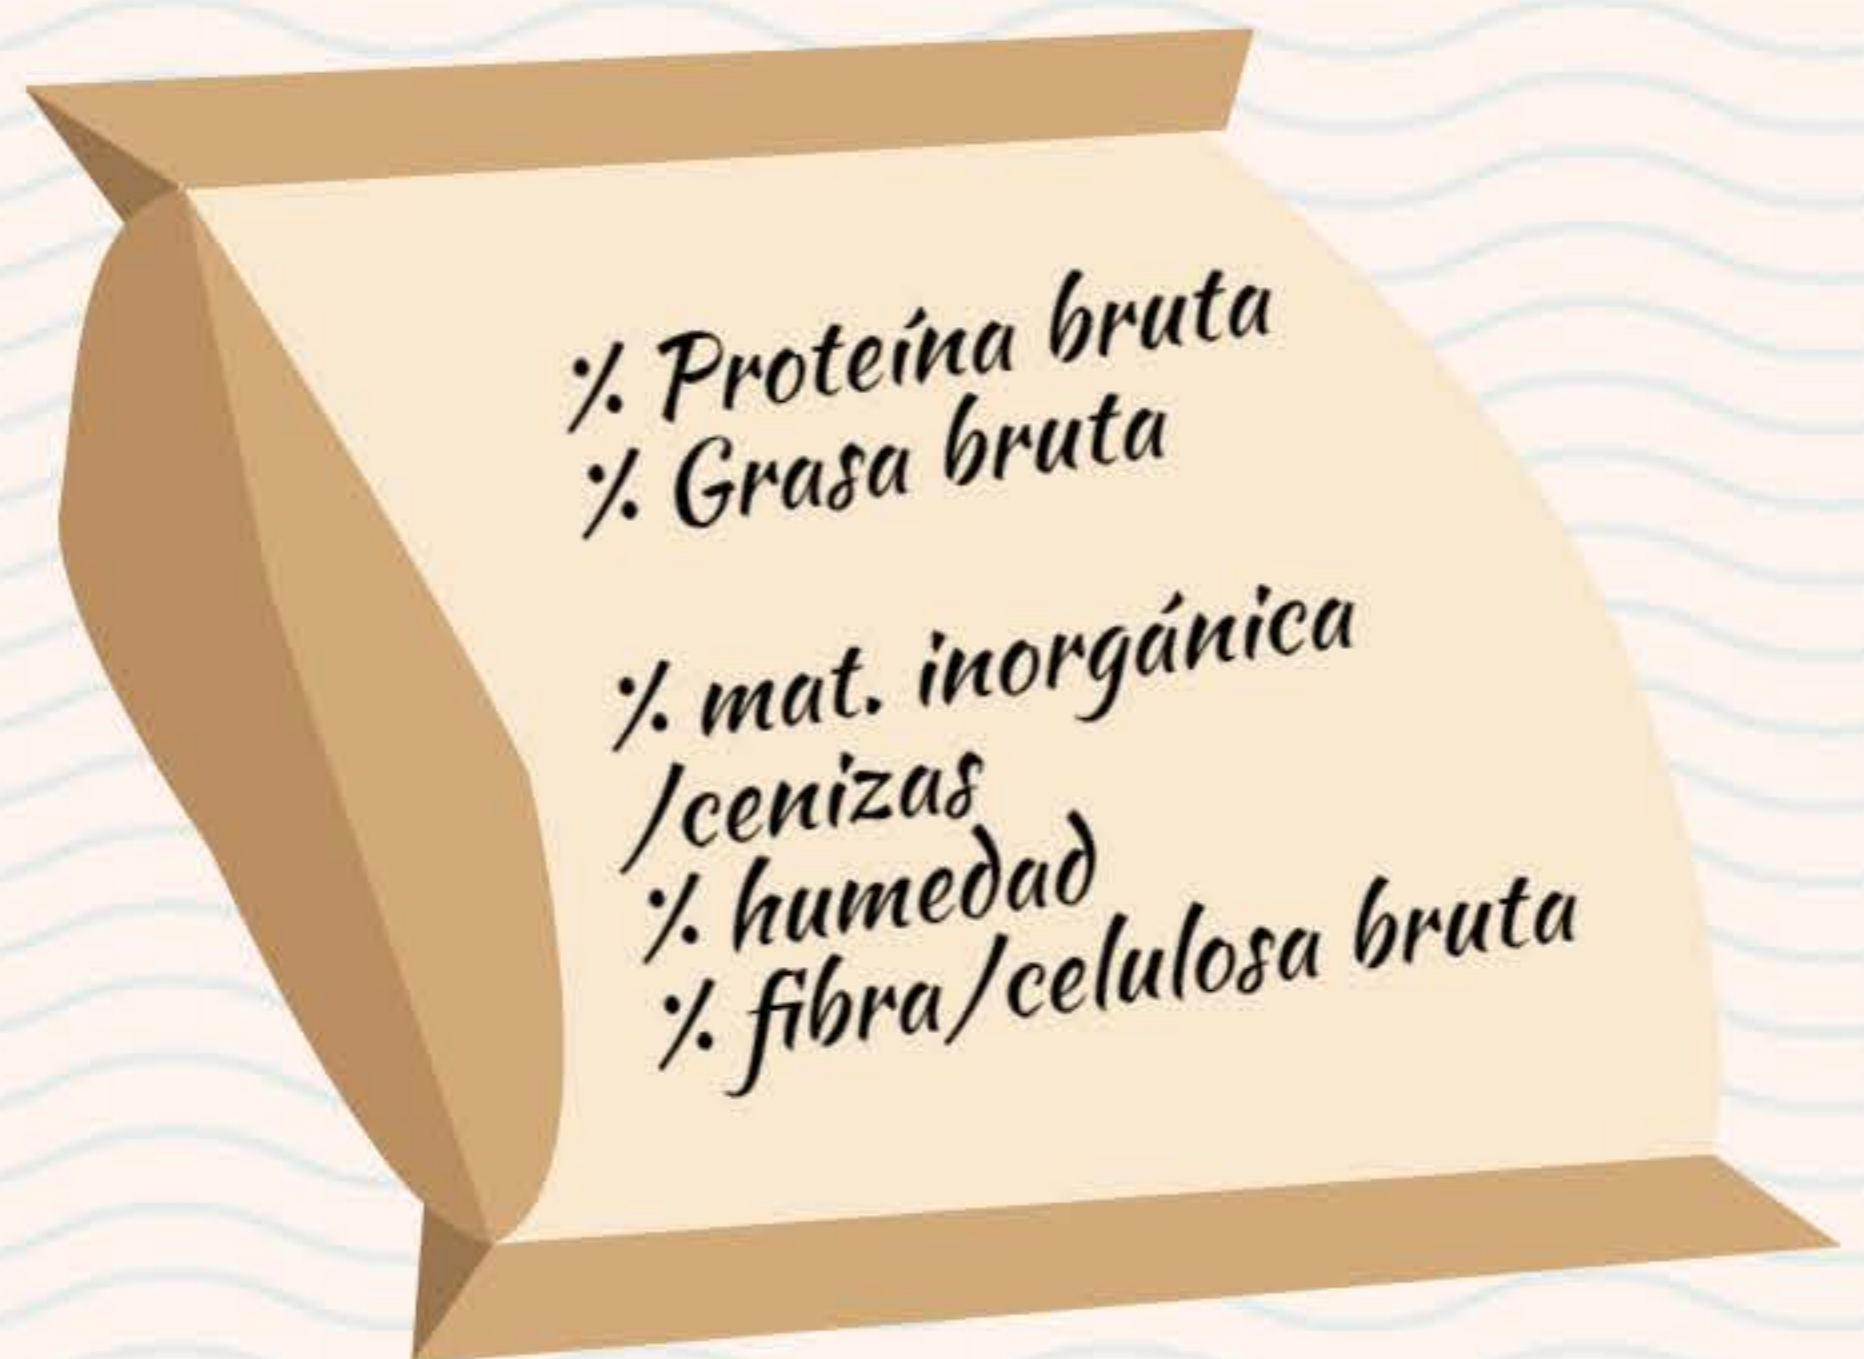 % Proteína bruta
% Grasa bruta
% mat. inorgánica
/cenizas
% humedad
% fibra/celulosa bruta